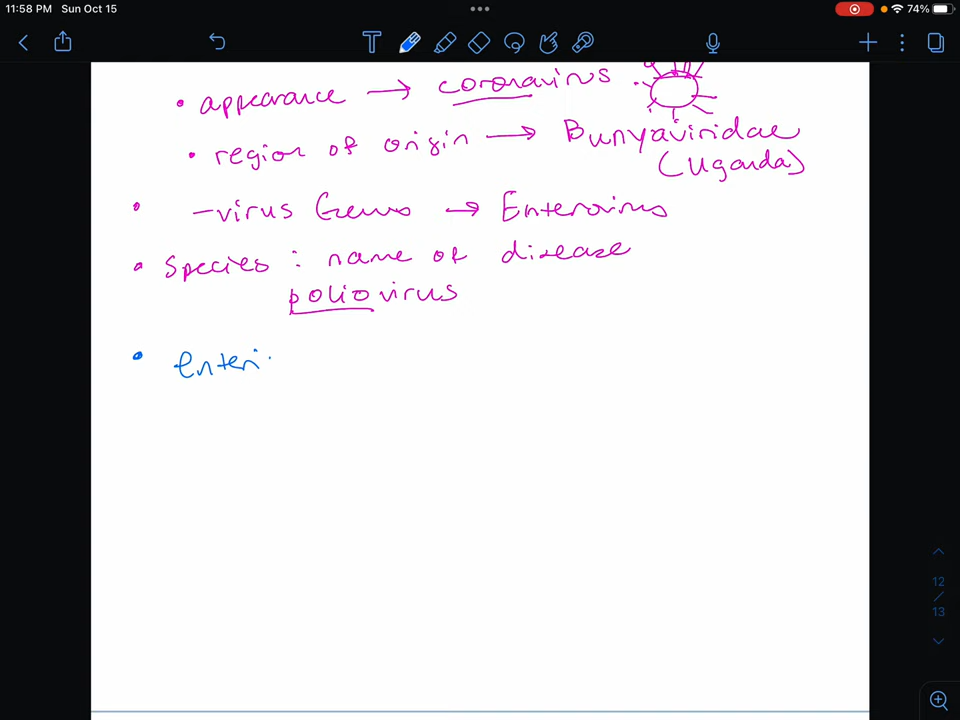 11:58 PM Sun Oct 15
74%
• appearance → coronavirus
• region of origin → Bunyaviridae
(Uganda)
• -virus Genus → Enterovirus
• Species : name of disease
poliovirus
• enteri
12
/
13